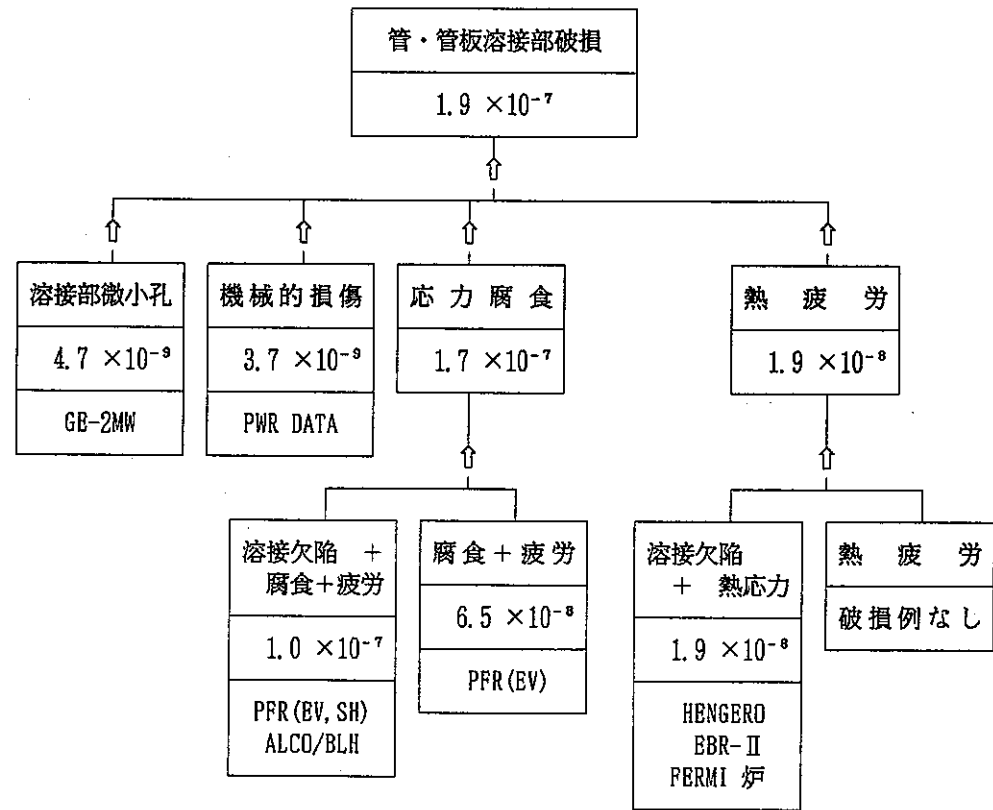 管・管板溶接部破損
1.9 ×10⁻⁷
溶接部微小孔
4.7 ×10⁻⁹
GE-2MW
機械的損傷
3.7 ×10⁻⁹
PWR DATA
応力腐食
1.7 ×10⁻⁷
熱疲労
1.9 ×10⁻⁸
溶接欠陥 +
腐食+疲労
1.0 ×10⁻⁷
PFR(EV,SH)
ALCO/BLH
腐食+疲労
6.5 ×10⁻⁸
PFR(EV)
溶接欠陥
+ 熱応力
1.9 ×10⁻⁸
HENGERO
EBR-Ⅱ
FERMI 炉
熱疲労
破損例なし